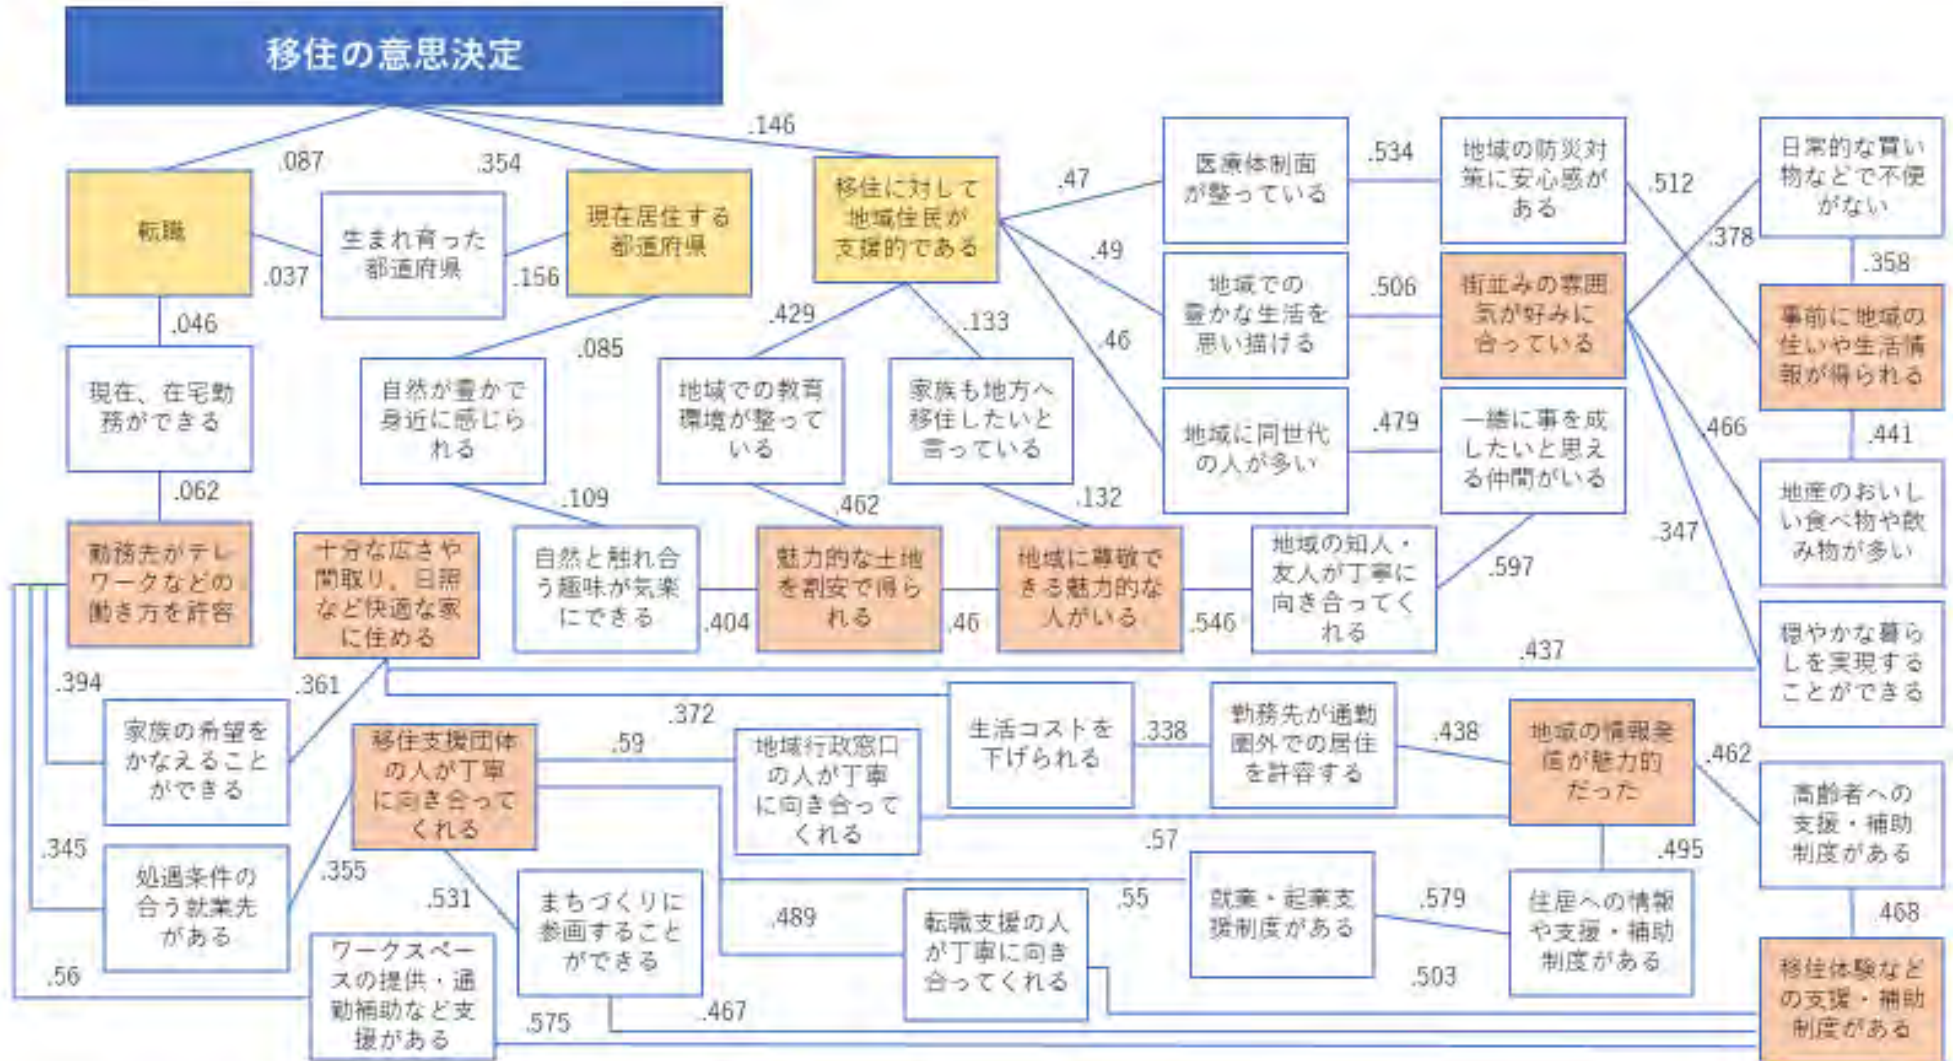 移住の意思決定
.146
.087
.354
転職
生まれ育った
都道府県
現在居住する
都道府県
移住に対して
地域住民が
支援的である
.037
.156
.47
.49
.46
医療体制面
が整っている
.534
地域の防災対
策に安心感が
ある
.512
日常的な買い
物などで不便
がない
.378
.358
地域での
豊かな生活を
思い描ける
.506
街並みの雰囲
気が好みに
合っている
事前に地域の
住いや生活情
報が得られる
.046
.085
.429
.133
現在、在宅勤
務ができる
自然が豊かで
身近に感じら
れる
地域での教育
環境が整って
いる
家族も地方へ
移住したいと
言っている
地域に同世代
の人が多い
.479
一緒に事を成
したいと思え
る仲間がいる
.466
.441
地産のおいし
い食べ物や飲
み物が多い
.347
.062
.109
.462
.132
.597
勤務先がテレ
ワークなどの
働き方を許容
十分な広さや
間取り、日照
など快適な家
に住める
自然と触れ合
う趣味が気楽
にできる
.404
魅力的な土地
を割安で得ら
れる
.46
地域に尊敬で
きる魅力的な
人がいる
.546
地域の知人・
友人が丁寧に
向き合ってく
れる
.437
穏やかな暮ら
しを実現する
ことができる
.394
.361
.372
家族の希望を
かなえること
ができる
移住支援団体
の人が丁寧
に向き合って
くれる
.59
地域行政窓口
の人が丁寧
に向き合って
くれる
生活コストを
下げられる
.338
勤務先が通勤
圏外での居住
を許容する
.438
地域の情報発
信が魅力的
だった
.462
高齢者への
支援・補助
制度がある
.345
.355
.531
.57
.495
処遇条件の
合う就業先
がある
まちづくりに
参画すること
ができる
.489
転職支援の人
が丁寧に向き
合ってくれる
.55
就業・起業支
援制度がある
.579
住居への情報
や支援・補助
制度がある
.468
.56
ワークスペー
スの提供・通
勤補助など支
援がある
.575
.467
.503
移住体験など
の支援・補助
制度がある